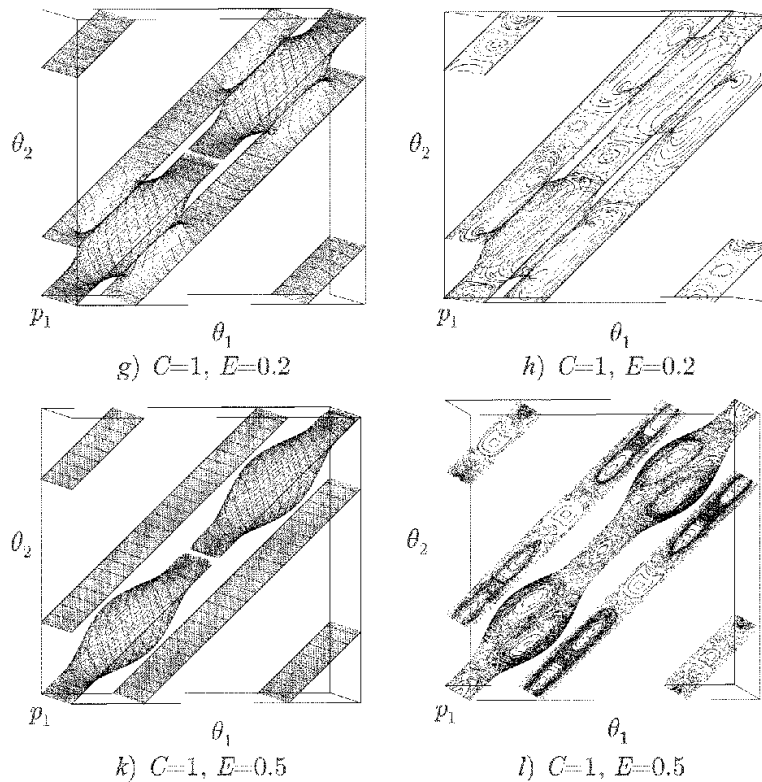 θ₂
θ₂
p₁
θ₁
p₁
θ₁
g) C=1, E=0.2
h) C=1, E=0.2
θ₂
θ₂
p₁
θ₁
p₁
θ₁
k) C=1, E=0.5
l) C=1, E=0.5